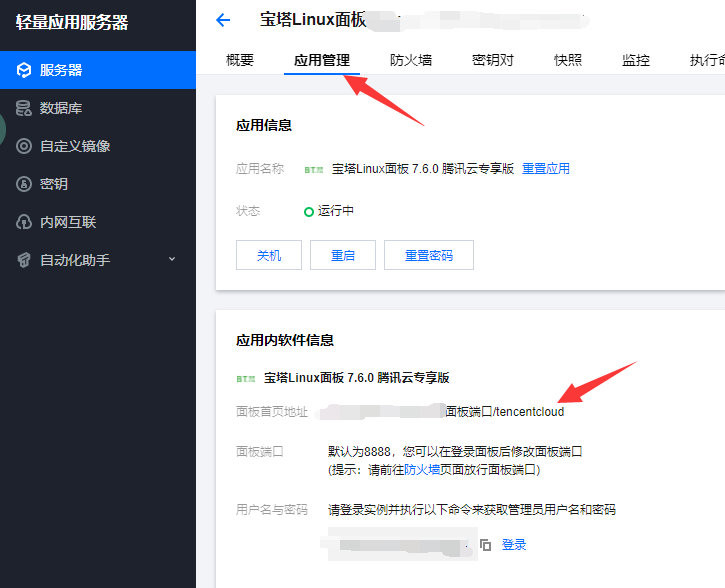 轻量应用服务器
宝塔Linux面板
概要 应用管理 防火墙 密钥对 快照 监控 执行命
服务器
数据库
自定义镜像
密钥
内网互联
自动化助手
应用信息
应用名称 BT.CN 宝塔Linux面板 7.6.0 腾讯云专享版 重置应用
状态 运行中
关机 重启 重置密码
应用内软件信息
宝塔Linux面板 7.6.0 腾讯云专享版
面板首页地址 面板端口/tencentcloud
面板端口 默认为8888，您可以在登录面板后修改面板端口
(提示：请前往防火墙页面放行面板端口)
用户名与密码 请登录实例并执行以下命令来获取管理员用户名和密码
登录